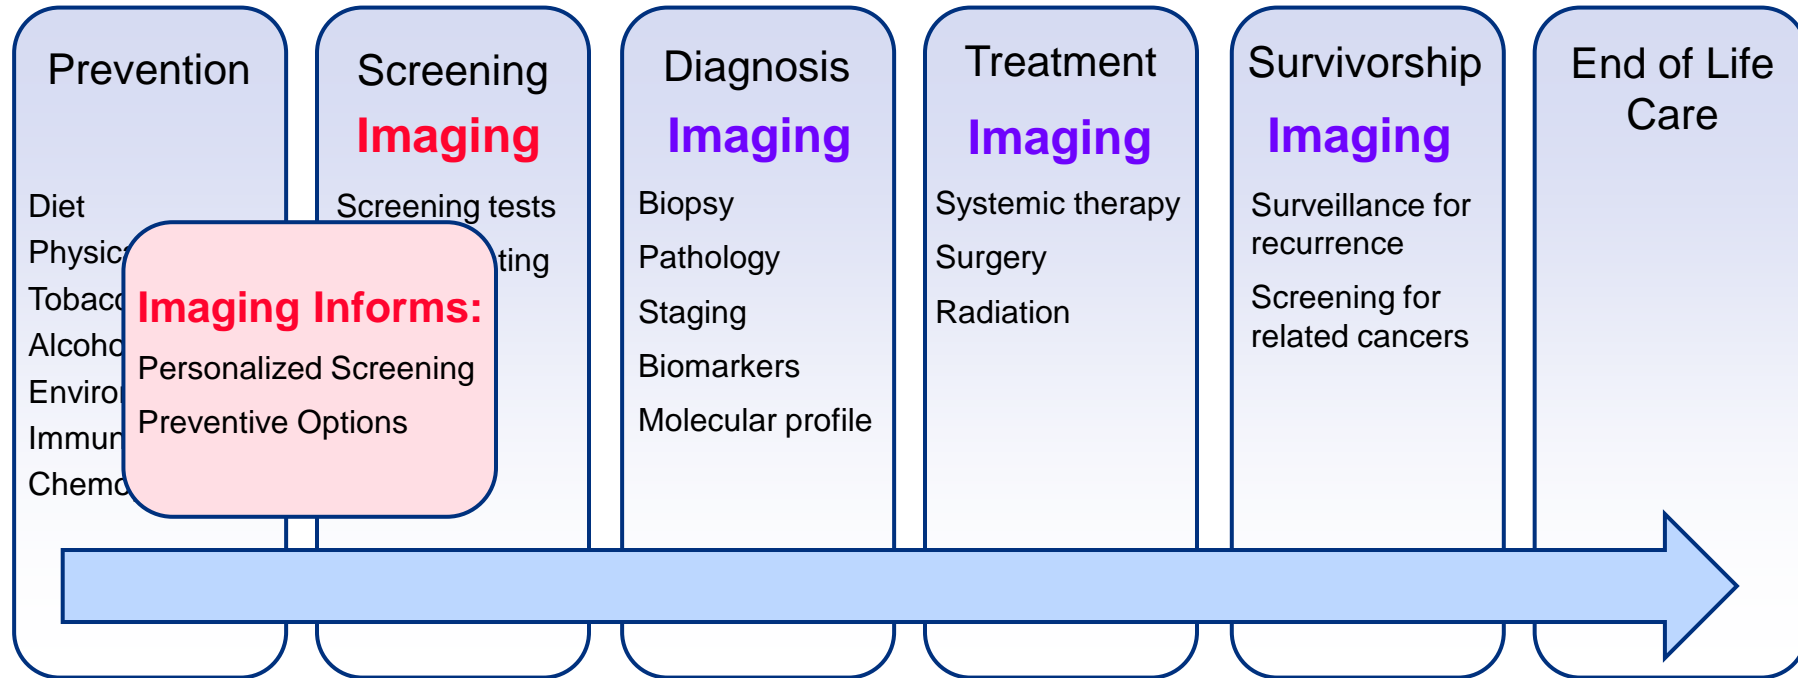 Prevention
Diet
Screening
Imaging
Screening tests
Imaging Informs:
Personalized Screening
Preventive Options
Diagnosis
Imaging
Biopsy
Pathology
Staging
Biomarkers
Molecular profile
Treatment
Imaging
Systemic therapy
Surgery
Radiation
Survivorship
Imaging
Surveillance for
recurrence
Screening for
related cancers
End of Life
Care